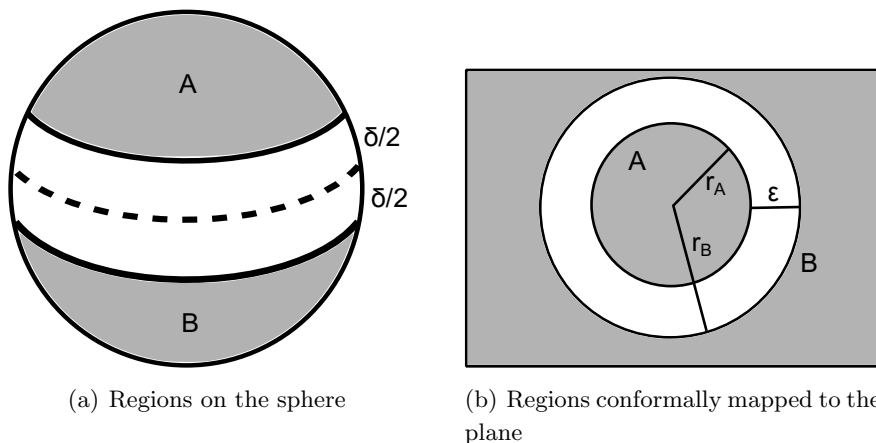 A
δ/2
δ/2
B
A
r_A
ε
r_B
B
(a) Regions on the sphere
(b) Regions conformally mapped to the
plane